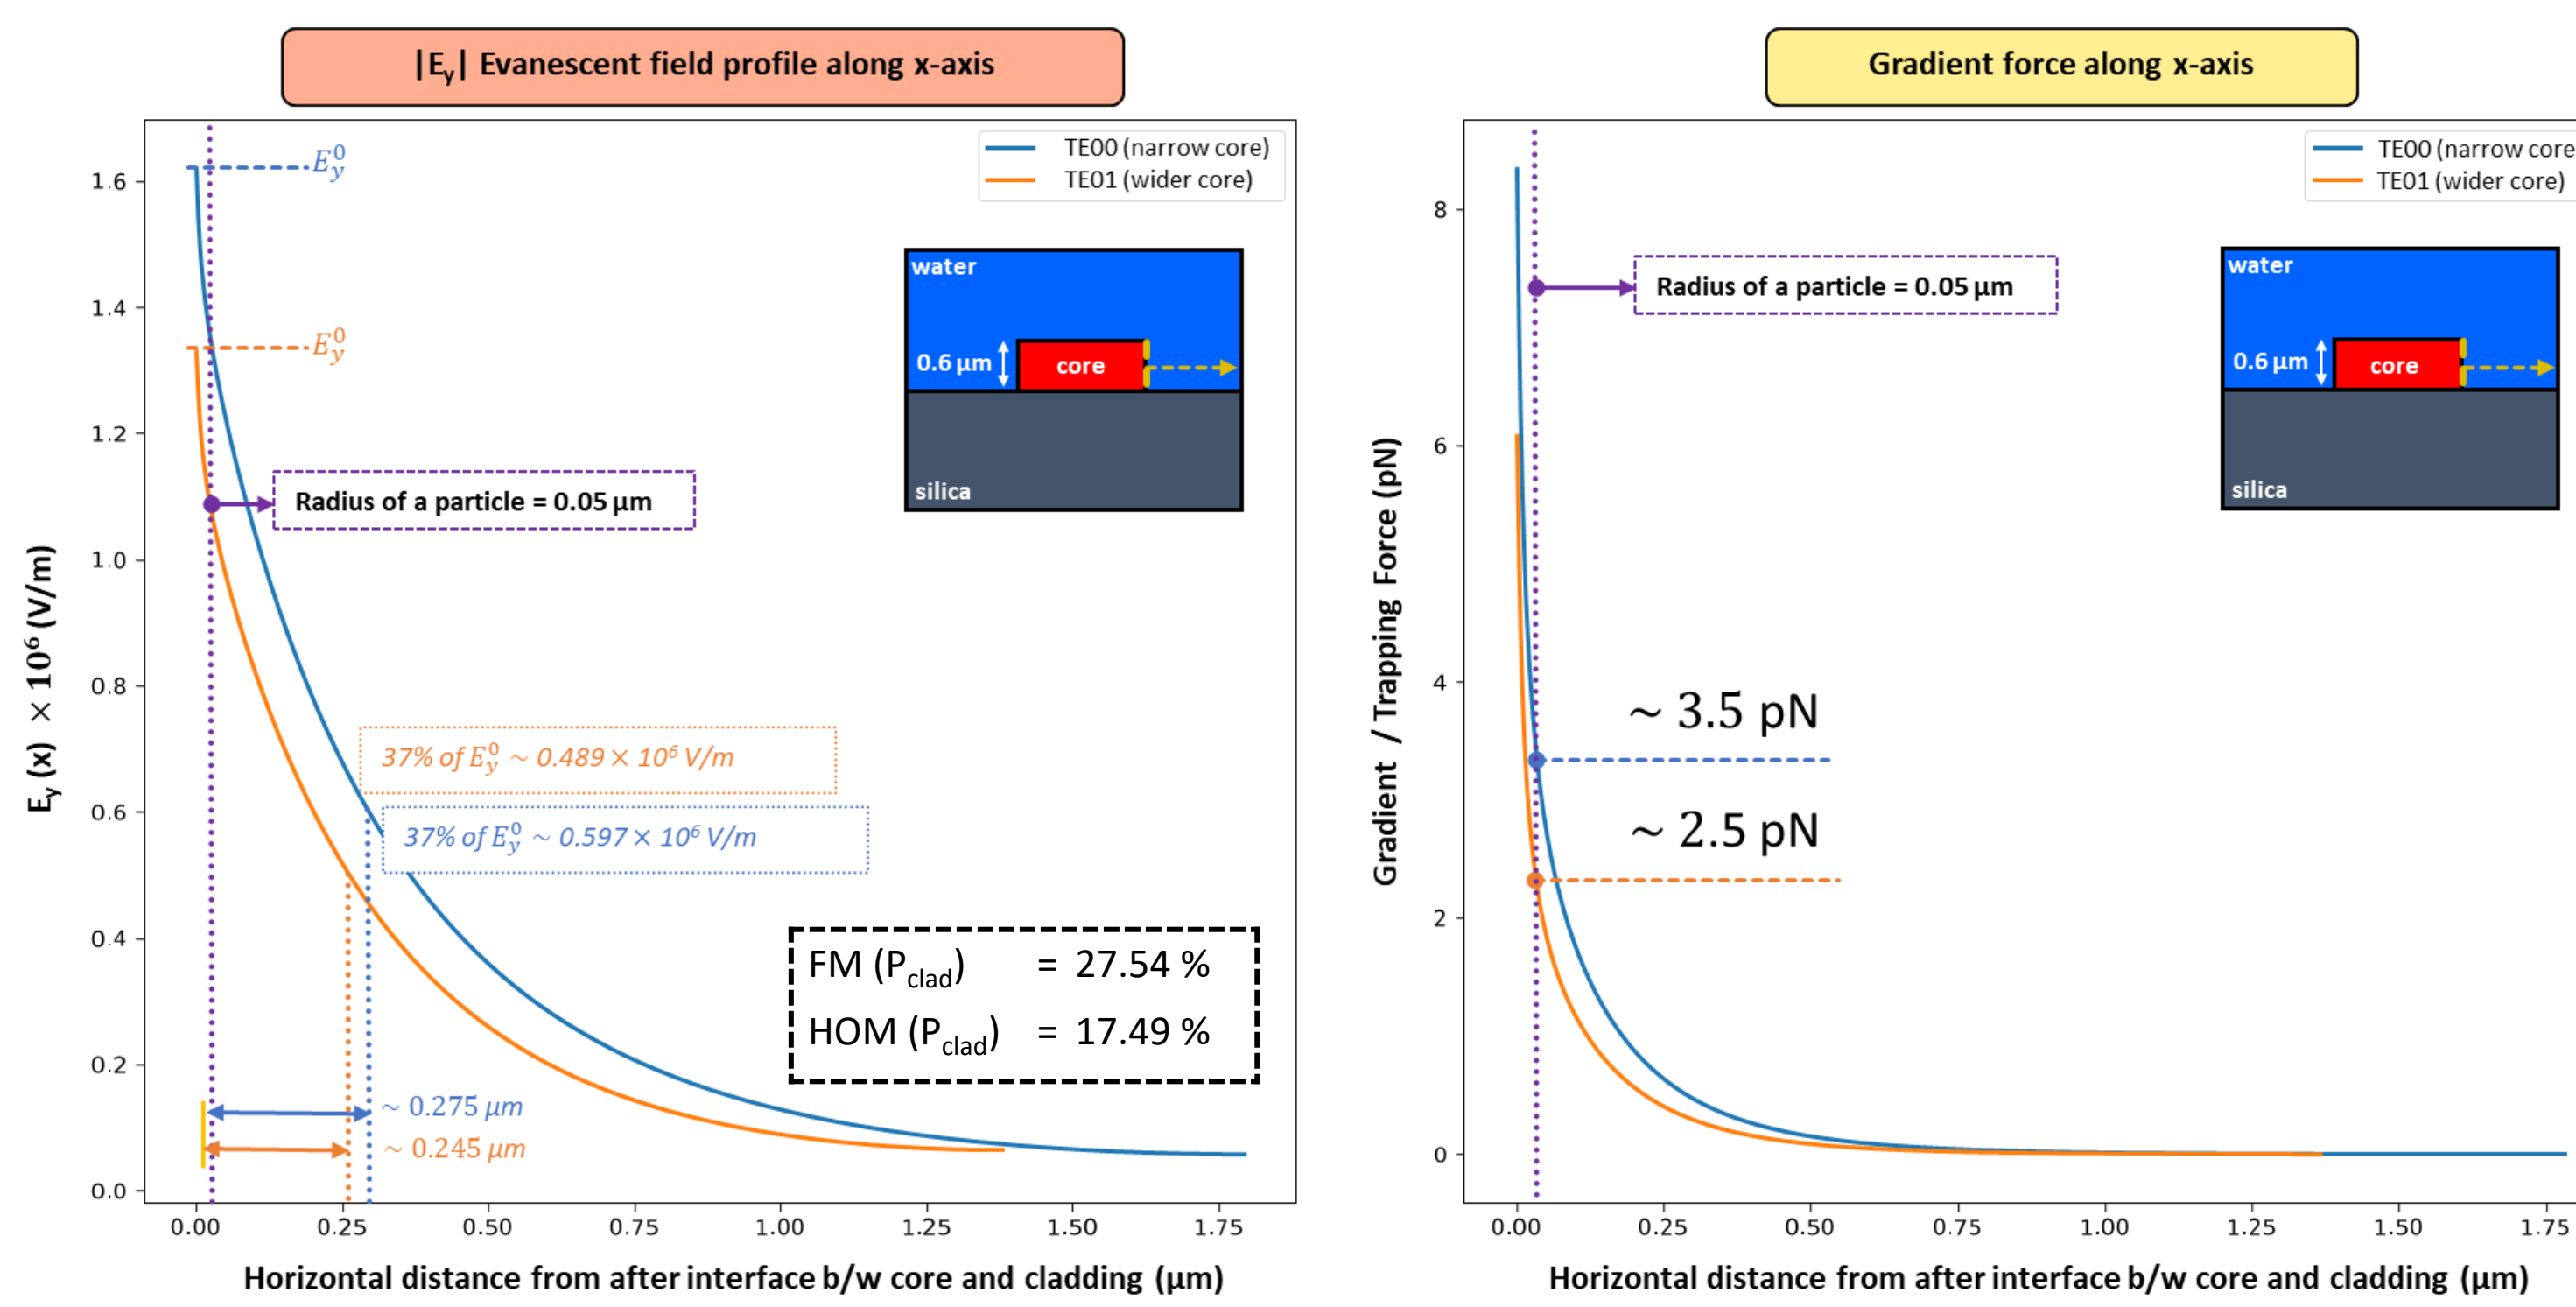 |Ey| Evanescent field profile along x-axis
Ey (x) × 10⁶ (V/m)
1.6
1.4
1.2
1.0
0.8
0.6
0.4
0.2
0.0
E⁰y
E⁰y
TE00 (narrow core)
TE01 (wider core)
water
0.6 μm
core
silica
Radius of a particle = 0.05 μm
37% of E⁰y ~ 0.489 × 10⁶ V/m
37% of E⁰y ~ 0.597 × 10⁶ V/m
FM (Pclad) = 27.54 %
HOM (Pclad) = 17.49 %
~ 0.275 μm
~ 0.245 μm
0.00 0.25 0.50 0.75 1.00 1.25 1.50 1.75
Horizontal distance from after interface b/w core and cladding (μm)
Gradient force along x-axis
Gradient / Trapping Force (pN)
8
6
4
2
0
TE00 (narrow core
TE01 (wider core)
Radius of a particle = 0.05 μm
water
0.6 μm
core
silica
~ 3.5 pN
~ 2.5 pN
0.00 0.25 0.50 0.75 1.00 1.25 1.50 1.75
Horizontal distance from after interface b/w core and cladding (μm)